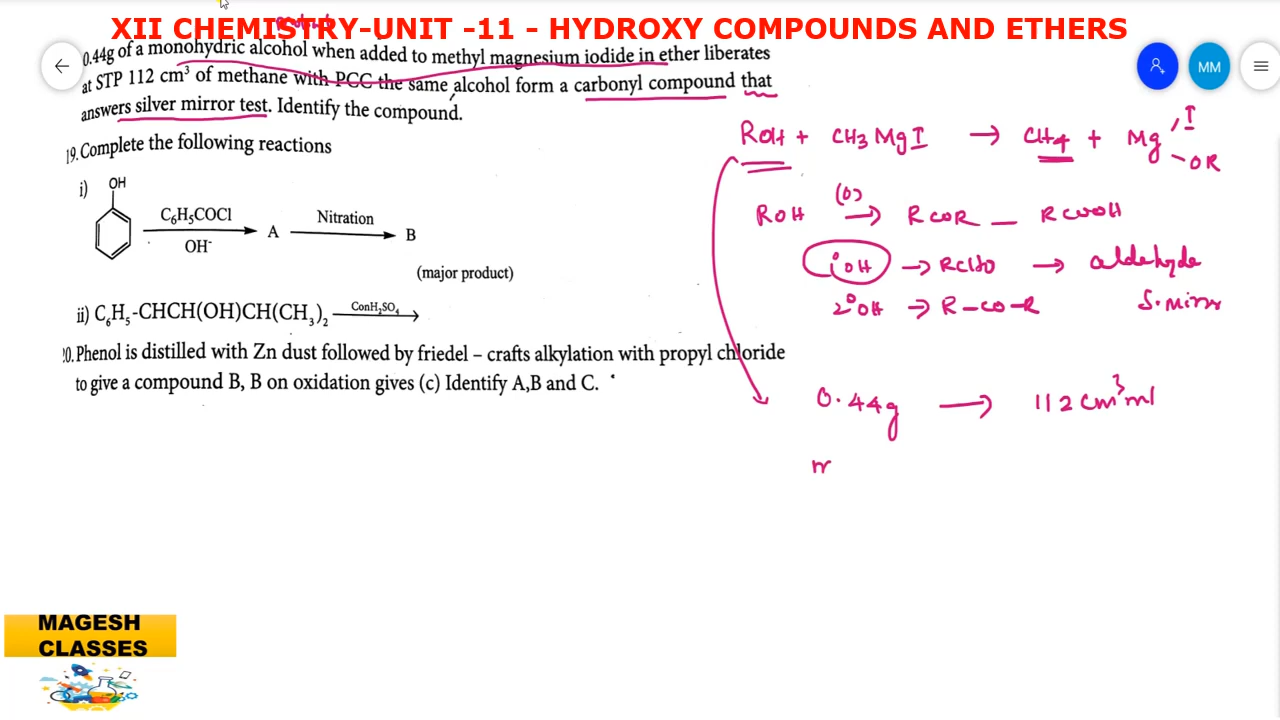 XII CHEMISTRY-UNIT -11 - HYDROXY COMPOUNDS AND ETHERS
0.44g of a monohydric alcohol when added to methyl magnesium iodide in ether liberates
at STP 112 cm³ of methane with PCC the same alcohol form a carbonyl compound that
answers silver mirror test. Identify the compound.
MM
19. Complete the following reactions
i)
OH
C₆H₅COCl
OH⁻
A
Nitration
B
(major product)
ii) C₆H₅-CHCH(OH)CH(CH₃)₂
ConH₂SO₄
20. Phenol is distilled with Zn dust followed by friedel – crafts alkylation with propyl chloride
to give a compound B, B on oxidation gives (c) Identify A,B and C.
ROH + CH₃MgI → CH₄ + Mg
I
OR
ROH (O) → RCOR — RCOOH
1°OH → RCHO → aldehyde
2°OH → R-CO-R
S.mirror
0.44g → 112 cm³ ml
MAGESH
CLASSES